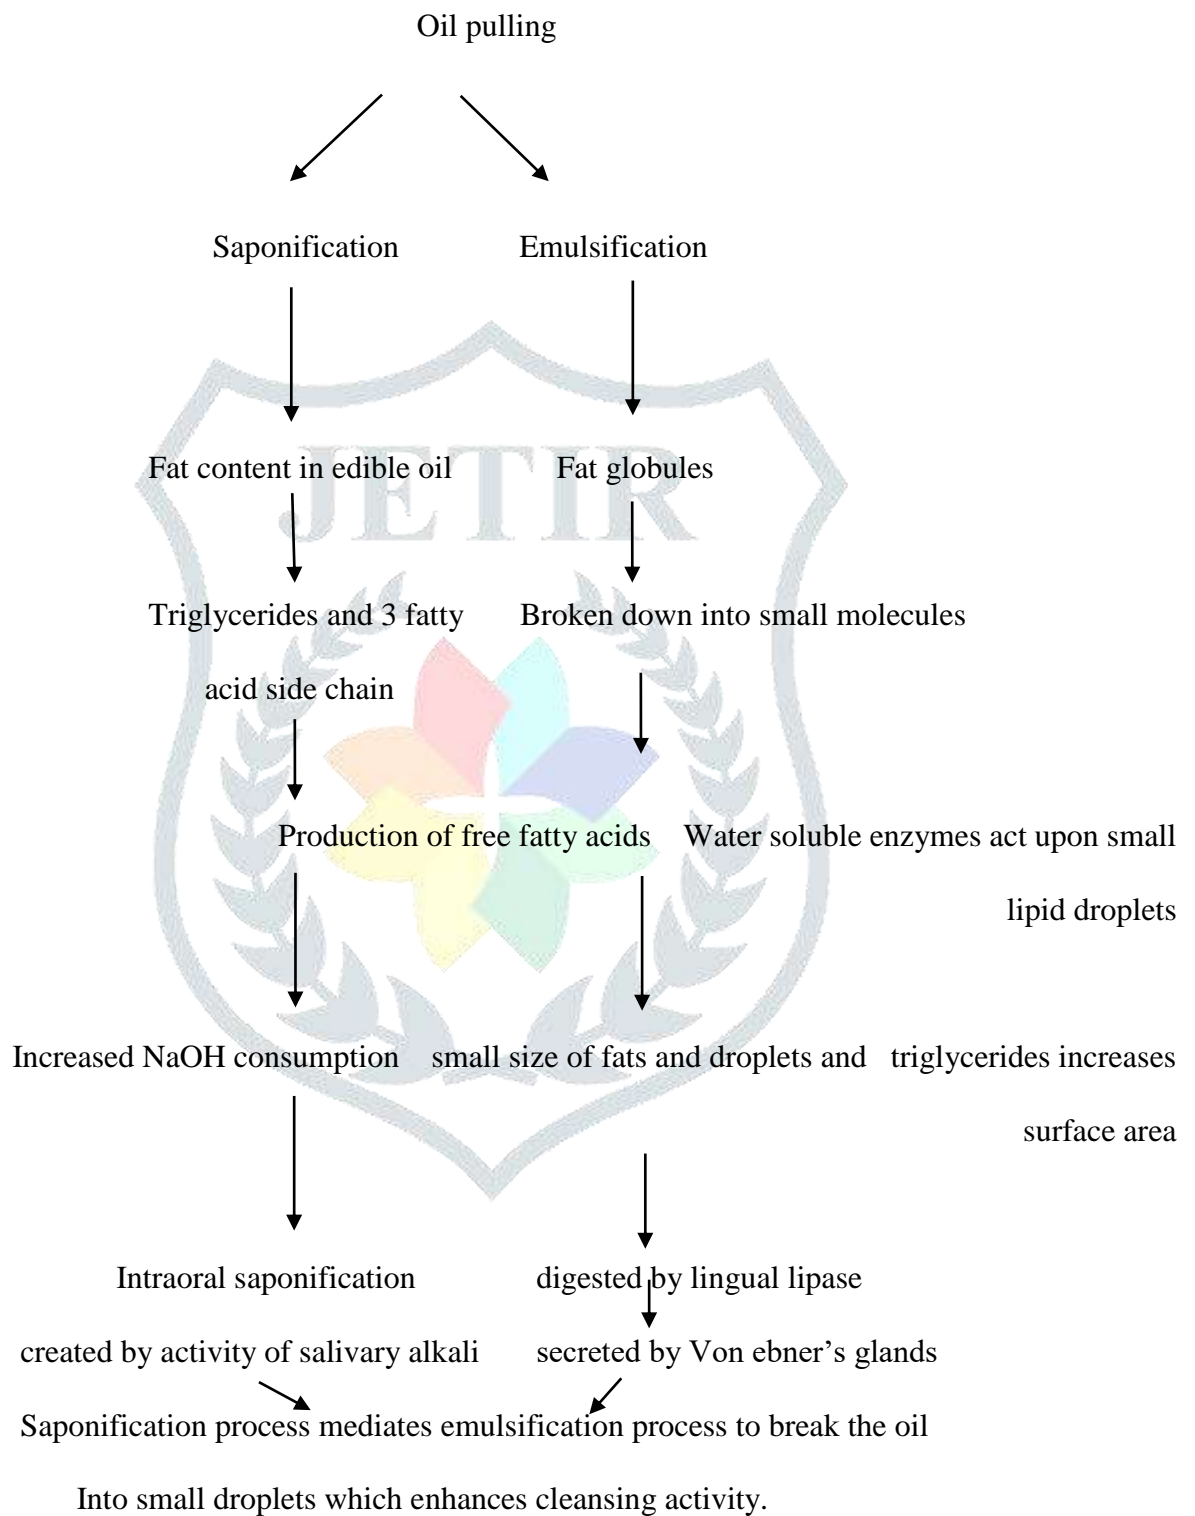 Oil pulling
Saponification Emulsification
JETIR
Fat content in edible oil Fat globules
Triglycerides and 3 fatty Broken down into small molecules
acid side chain
Production of free fatty acids Water soluble enzymes act upon small
lipid droplets
Increased NaOH consumption small size of fats and droplets and triglycerides increases
surface area
Intraoral saponification digested by lingual lipase
created by activity of salivary alkali secreted by Von ebner’s glands
Saponification process mediates emulsification process to break the oil
Into small droplets which enhances cleansing activity.